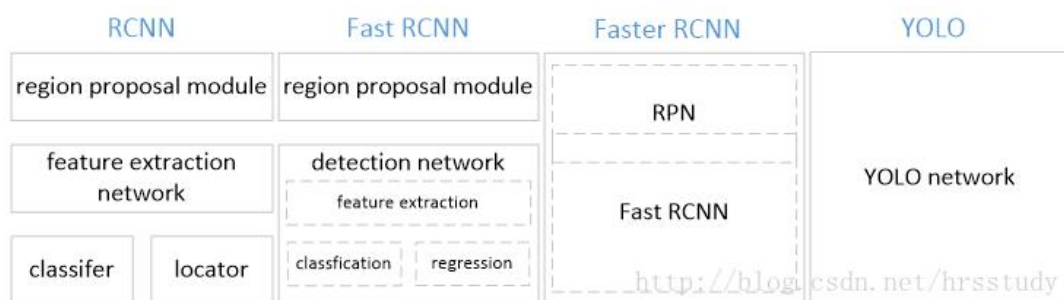 RCNN
Fast RCNN
Faster RCNN
YOLO
region proposal module
region proposal module
RPN
feature extraction
network
detection network
feature extraction
Fast RCNN
YOLO network
classifer
locator
classfication
regression
http://blog.csdn.net/hrsstudy